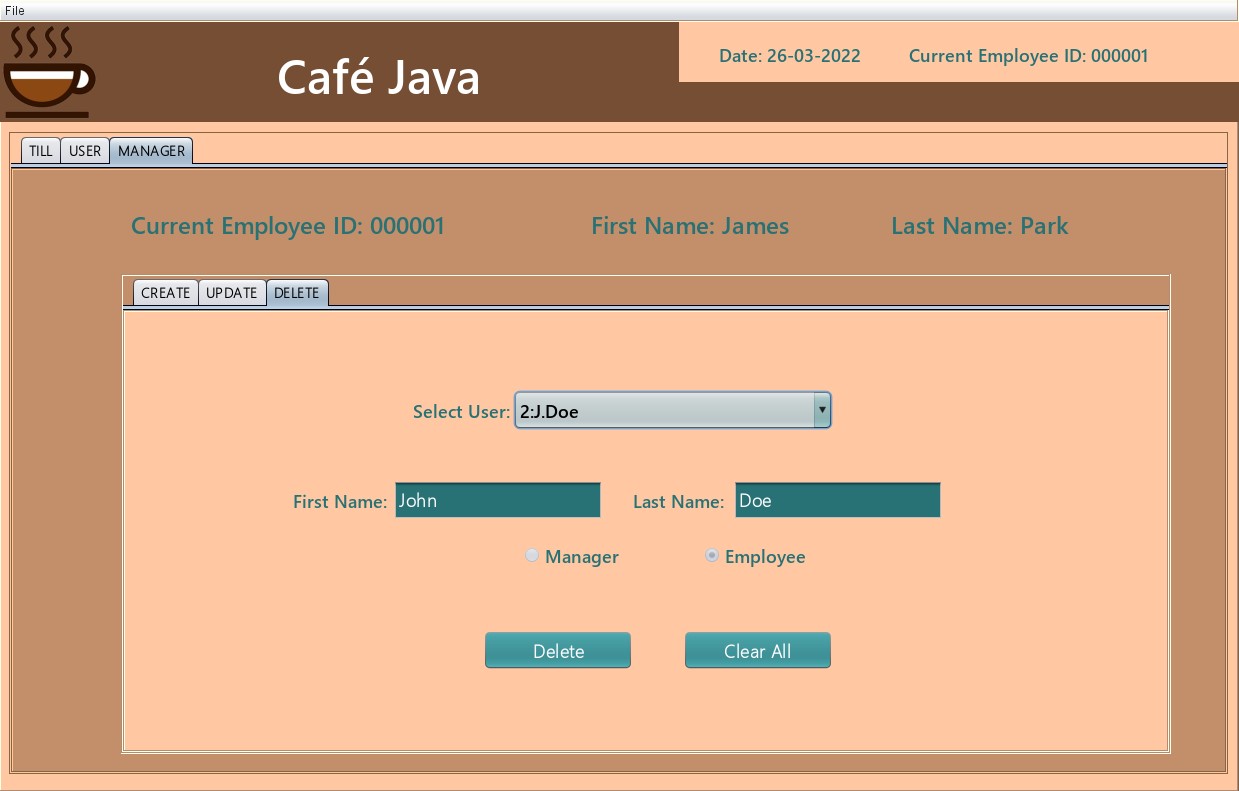 File
Café Java
Date: 26-03-2022 Current Employee ID: 000001
TILL USER MANAGER
Current Employee ID: 000001 First Name: James Last Name: Park
CREATE UPDATE DELETE
Select User: 2:J.Doe
First Name: John Last Name: Doe
Manager Employee
Delete Clear All